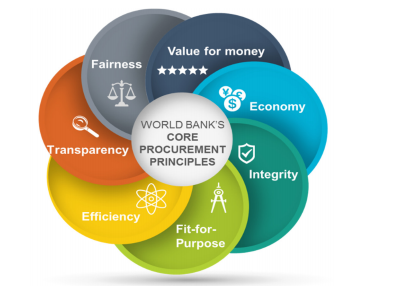 WORLD BANK'S
CORE
PROCUREMENT
PRINCIPLES
Value for money
Economy
Integrity
Fit-for-
Purpose
Efficiency
Transparency
Fairness